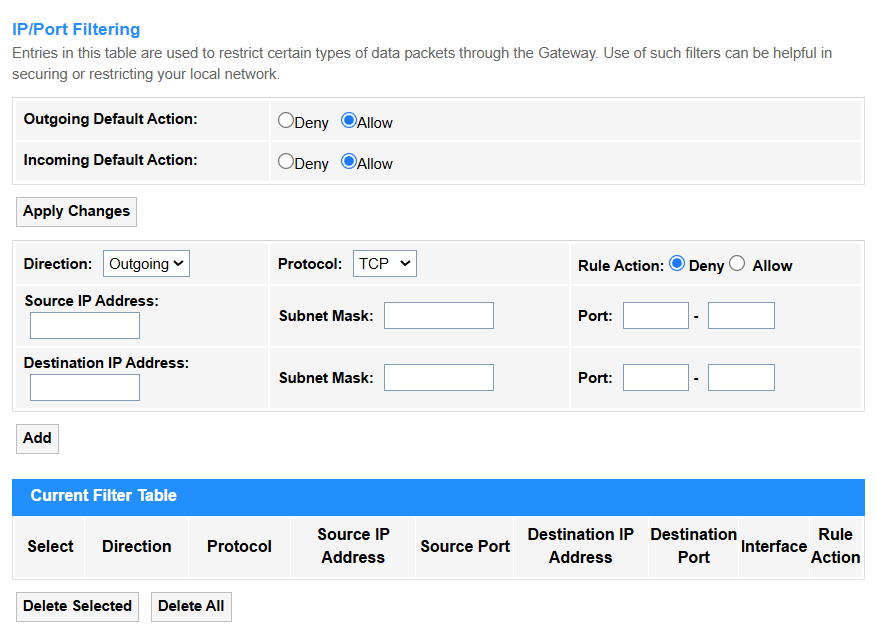 IP/Port Filtering
Entries in this table are used to restrict certain types of data packets through the Gateway. Use of such filters can be helpful in
securing or restricting your local network.
Outgoing Default Action: Deny Allow
Incoming Default Action: Deny Allow
Apply Changes
Direction: Outgoing Protocol: TCP Rule Action: Deny Allow
Source IP Address:
Subnet Mask: Port: -
Destination IP Address:
Subnet Mask: Port: -
Add
Current Filter Table
Select Direction Protocol Source IP Address Source Port Destination IP Address Destination Port Interface Rule Action
Delete Selected Delete All